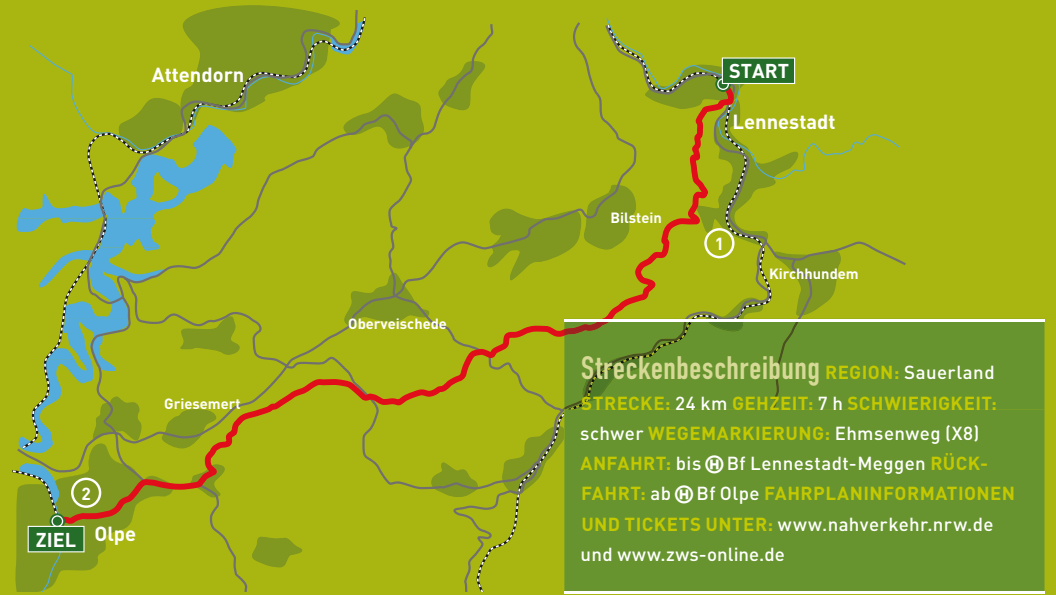 Attendorn
START
Lennestadt
Bilstein
1
Kirchhundem
Oberveischede
Griesemert
2
ZIEL
Olpe
Streckenbeschreibung REGION: Sauerland
STRECKE: 24 km GEHZEIT: 7 h SCHWIERIGKEIT:
schwer WEGEMARKIERUNG: Ehmsenweg (X8)
ANFAHRT: bis Ⓗ Bf Lennestadt-Meggen RÜCK-
FAHRT: ab Ⓗ Bf Olpe FAHRPLANINFORMATIONEN
UND TICKETS UNTER: www.nahverkehr.nrw.de
und www.zws-online.de